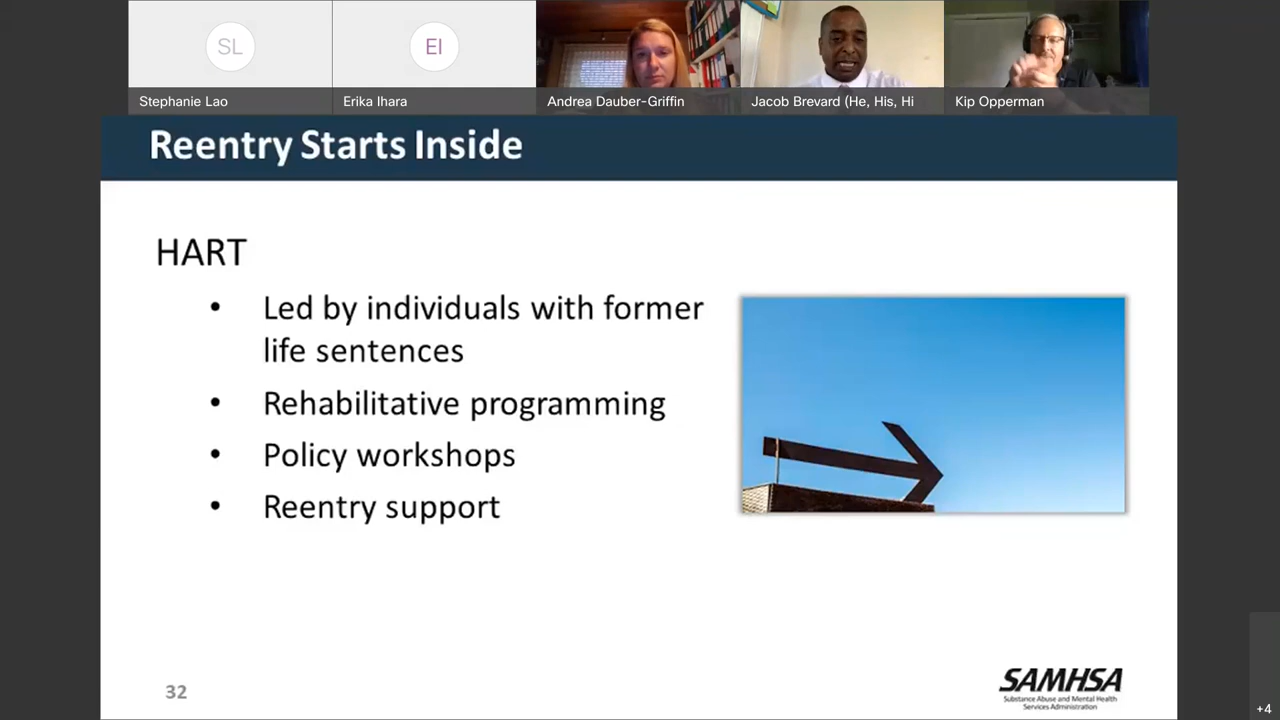 SL
EI
Stephanie Lao
Erika Ihara
Andrea Dauber-Griffin
Jacob Brevard (He, His, Hi
Kip Opperman
Reentry Starts Inside
HART
• Led by individuals with former
life sentences
• Rehabilitative programming
• Policy workshops
• Reentry support
32
SAMHSA
Substance Abuse and Mental Health
Services Administration
+4